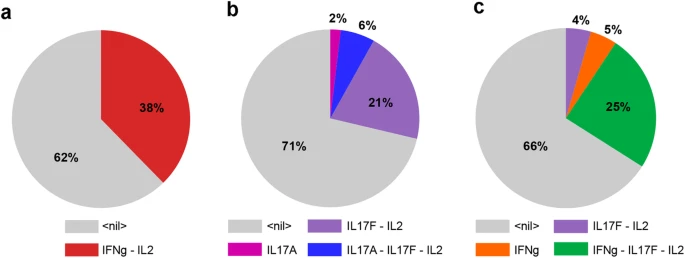 a
38%
62%
<nil>
IFNg - IL2
b
2%
6%
21%
71%
<nil>
IL17F - IL2
IL17A
IL17A - IL17F - IL2
c
4%
5%
25%
66%
<nil>
IL17F - IL2
IFNg
IFNg - IL17F - IL2